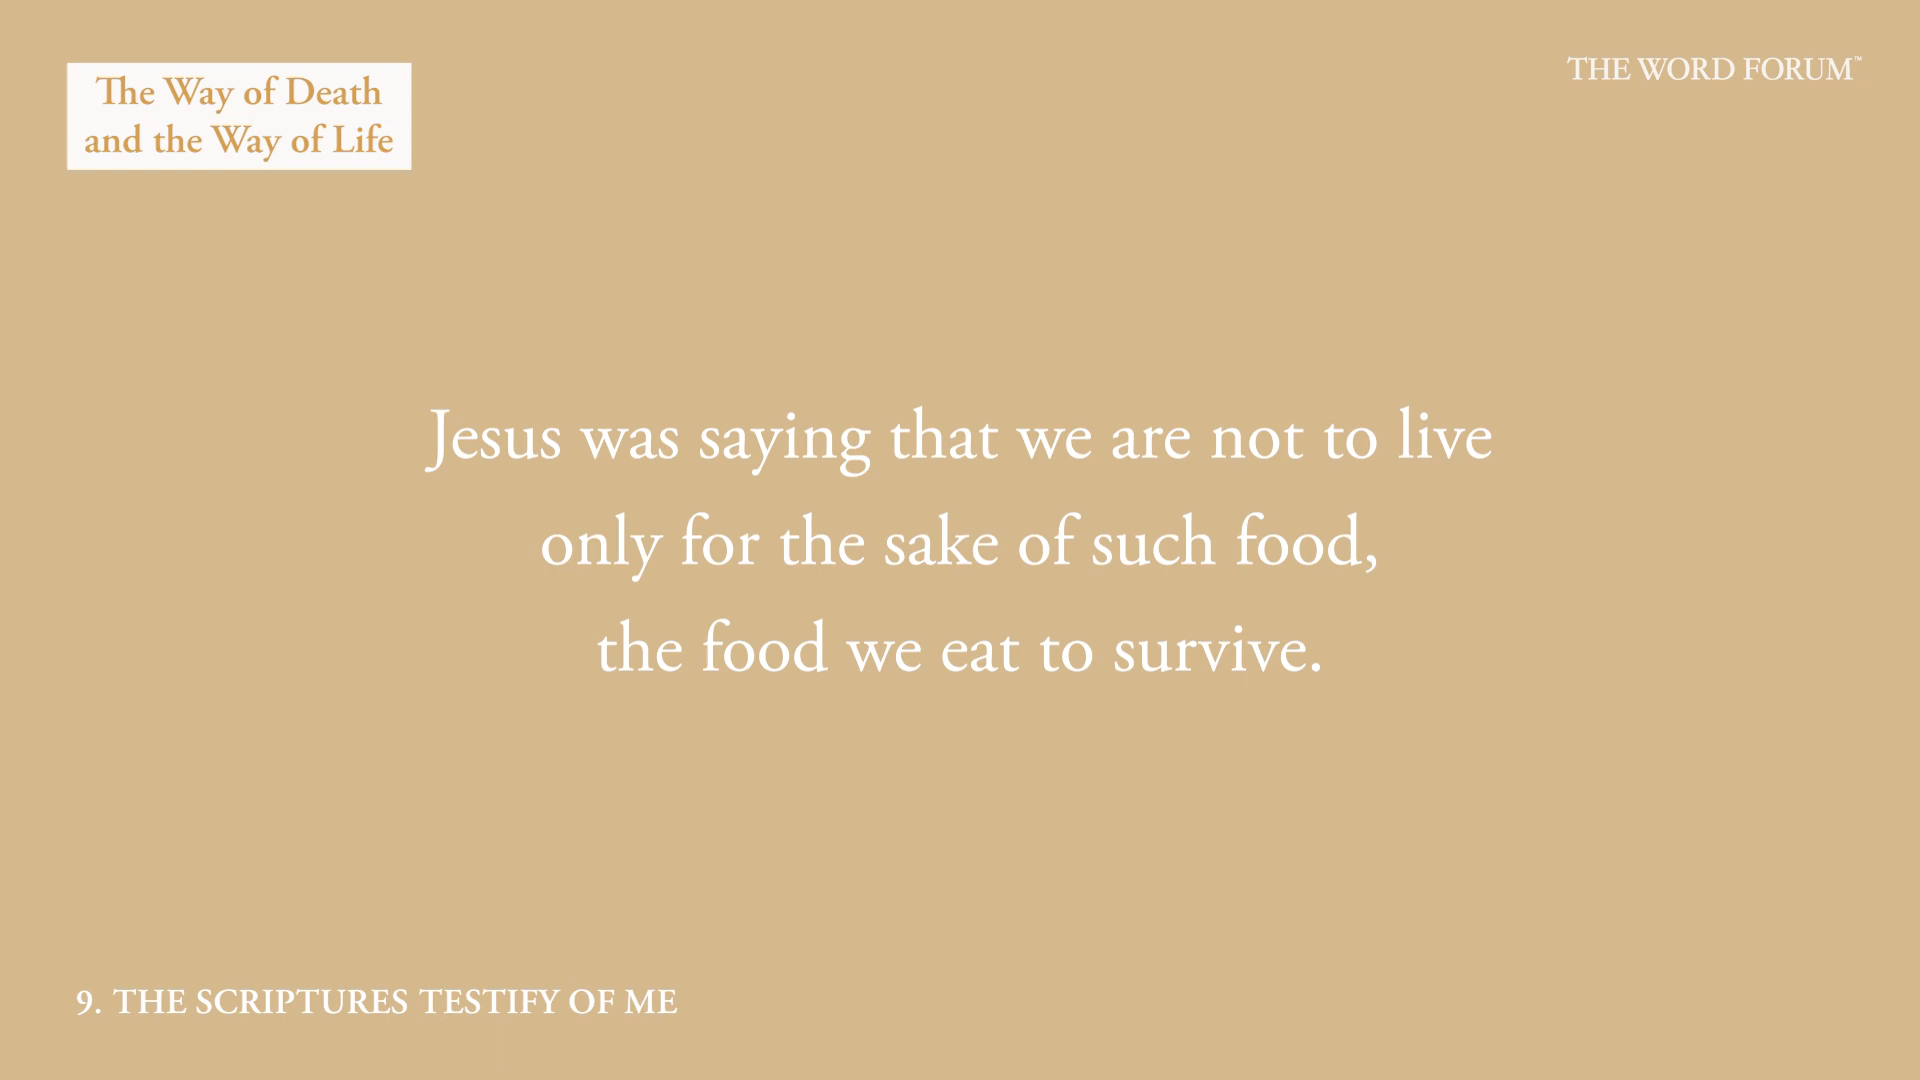 The Way of Death
and the Way of Life
THE WORD FORUM™
Jesus was saying that we are not to live
only for the sake of such food,
the food we eat to survive.
9. THE SCRIPTURES TESTIFY OF ME